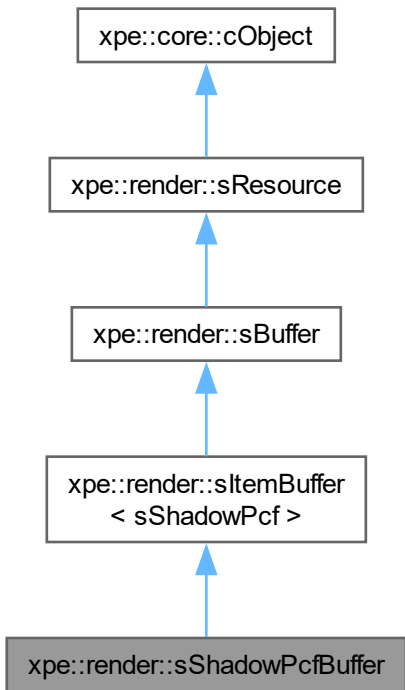 xpe::core::cObject
xpe::render::sResource
xpe::render::sBuffer
xpe::render::sItemBuffer
< sShadowPcf >
xpe::render::sShadowPcfBuffer